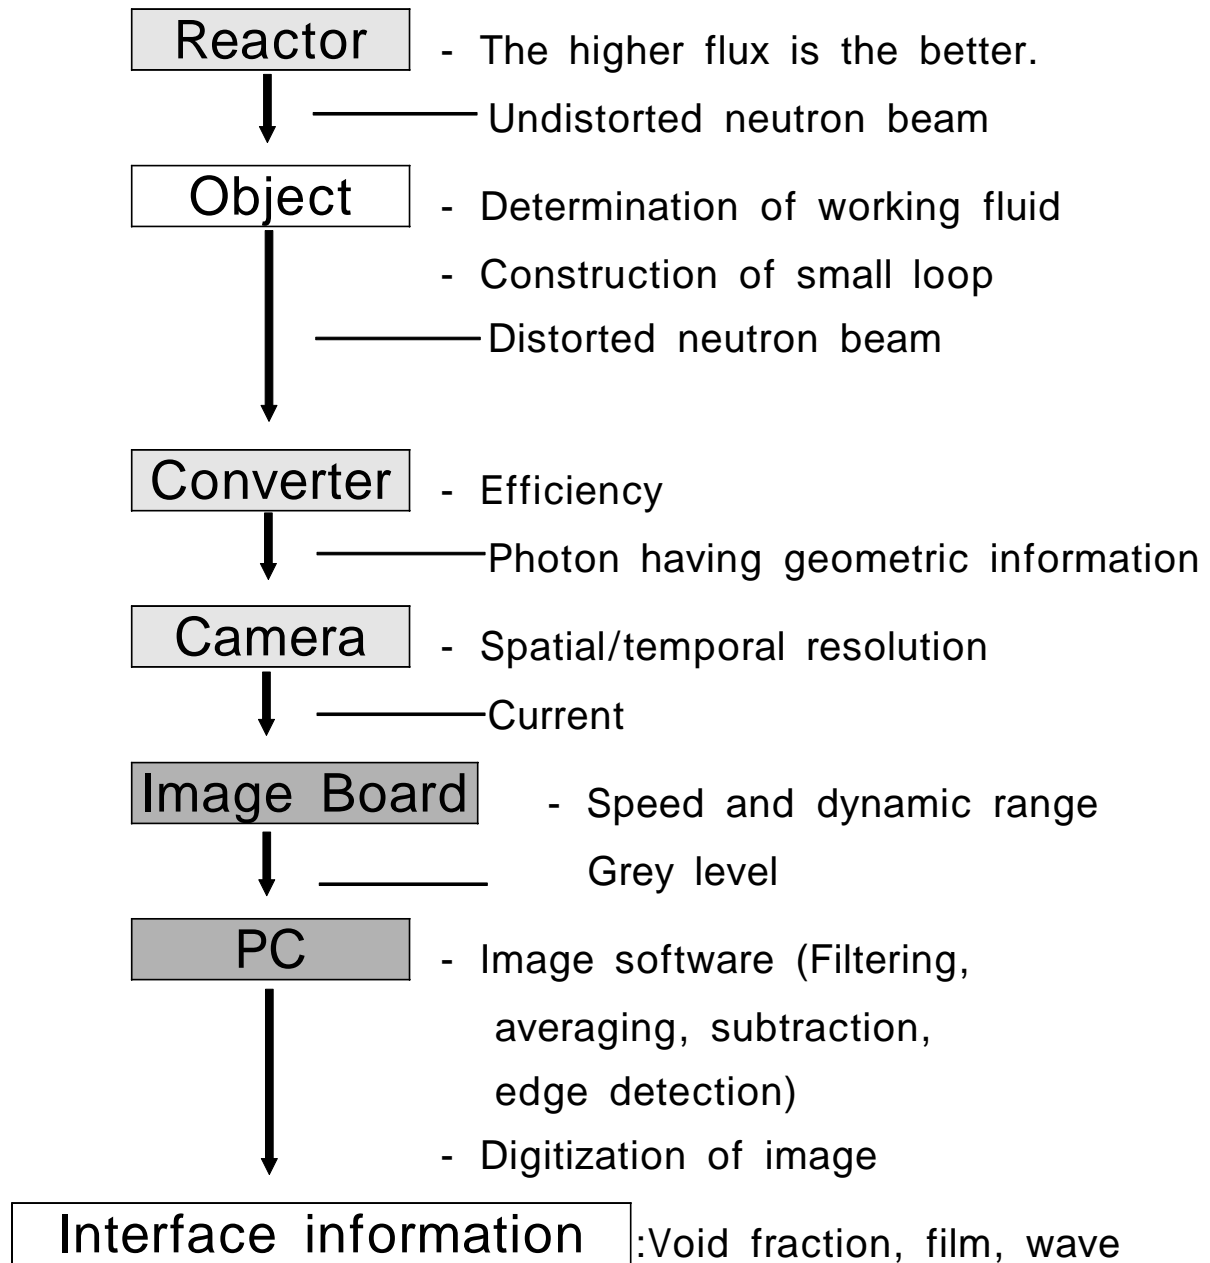 Reactor - The higher flux is the better.
Undistorted neutron beam
Object - Determination of working fluid
- Construction of small loop
Distorted neutron beam
Converter - Efficiency
Photon having geometric information
Camera - Spatial/temporal resolution
Current
Image Board - Speed and dynamic range
Grey level
PC - Image software (Filtering,
averaging, subtraction,
edge detection)
- Digitization of image
Interface information :Void fraction, film, wave